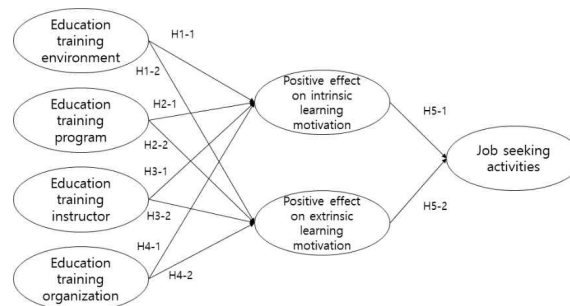 Education
training
environment
H1-1
H1-2
Education
training
program
H2-1
H2-2
Education
training
instructor
H3-1
H3-2
Education
training
organization
H4-1
H4-2
Positive effect
on intrinsic
learning
motivation
Positive effect
on extrinsic
learning
motivation
H5-1
H5-2
Job seeking
activities